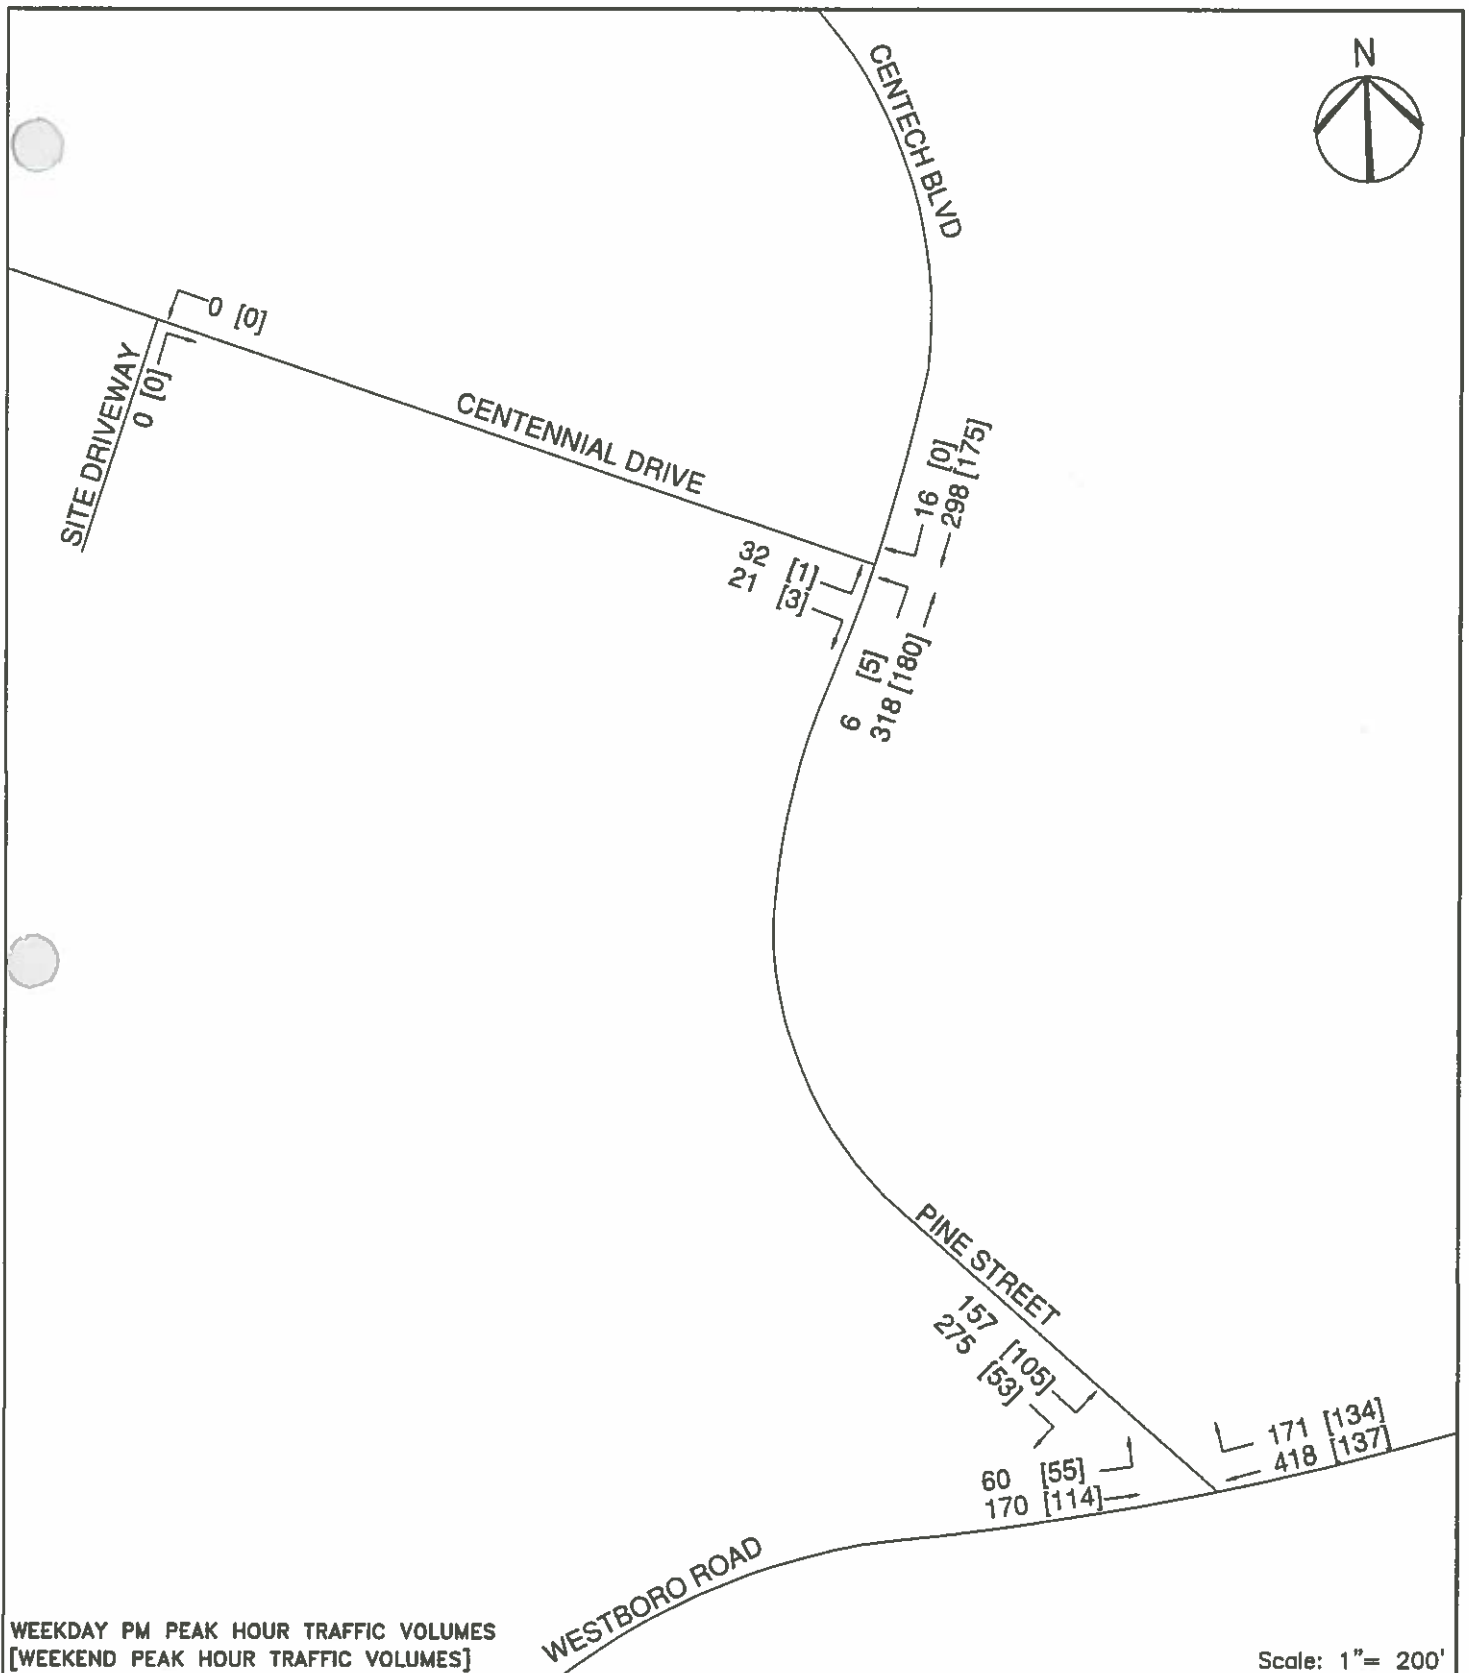 CENTECH BLVD
N
0 [0]
SITE DRIVEWAY
0 [0]
CENTENNIAL DRIVE
16 [0]
298 [175]
32 [1]
21 [3]
6 [5]
318 [180]
PINE STREET
157 [105]
275 [53]
171 [134]
418 [137]
60 [55]
170 [114]
WESTBORO ROAD
WEEKDAY PM PEAK HOUR TRAFFIC VOLUMES
[WEEKEND PEAK HOUR TRAFFIC VOLUMES]
Scale: 1"= 200'